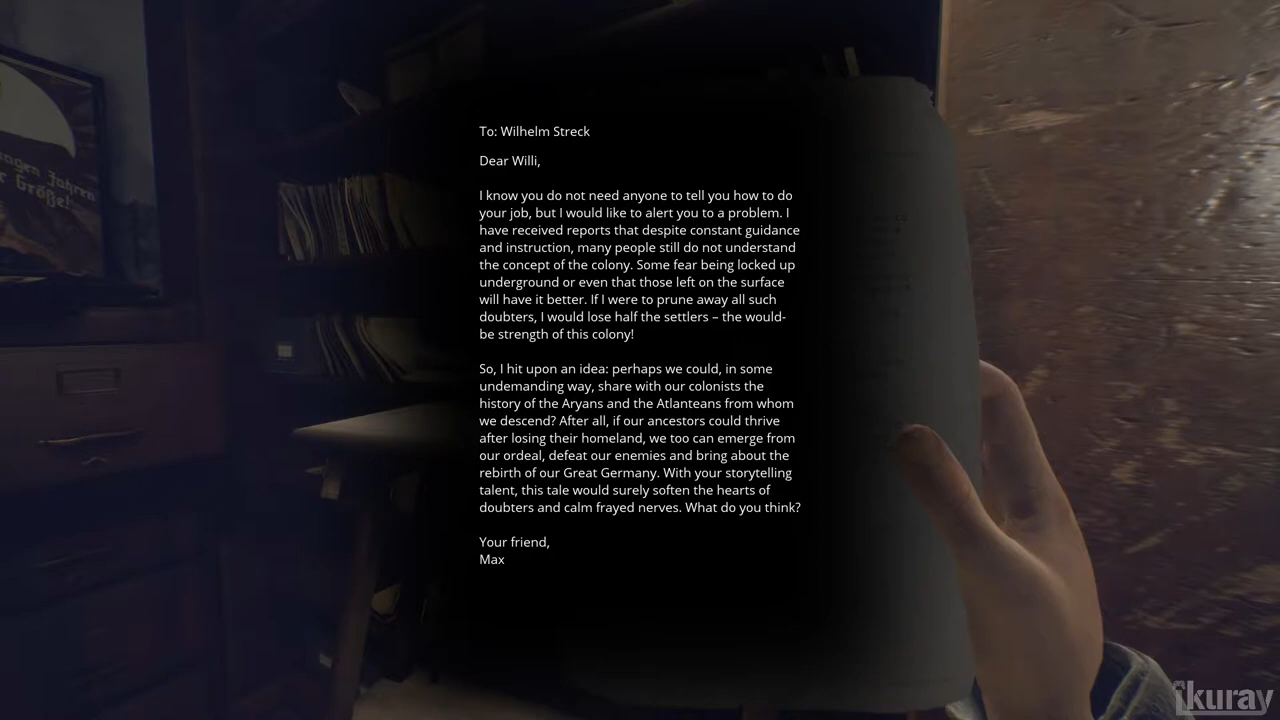 ngen Jahren
r Größe!
To: Wilhelm Streck
Dear Willi,
I know you do not need anyone to tell you how to do
your job, but I would like to alert you to a problem. I
have received reports that despite constant guidance
and instruction, many people still do not understand
the concept of the colony. Some fear being locked up
underground or even that those left on the surface
will have it better. If I were to prune away all such
doubters, I would lose half the settlers – the would-
be strength of this colony!
So, I hit upon an idea: perhaps we could, in some
undemanding way, share with our colonists the
history of the Aryans and the Atlanteans from whom
we descend? After all, if our ancestors could thrive
after losing their homeland, we too can emerge from
our ordeal, defeat our enemies and bring about the
rebirth of our Great Germany. With your storytelling
talent, this tale would surely soften the hearts of
doubters and calm frayed nerves. What do you think?
Your friend,
Max
kuray